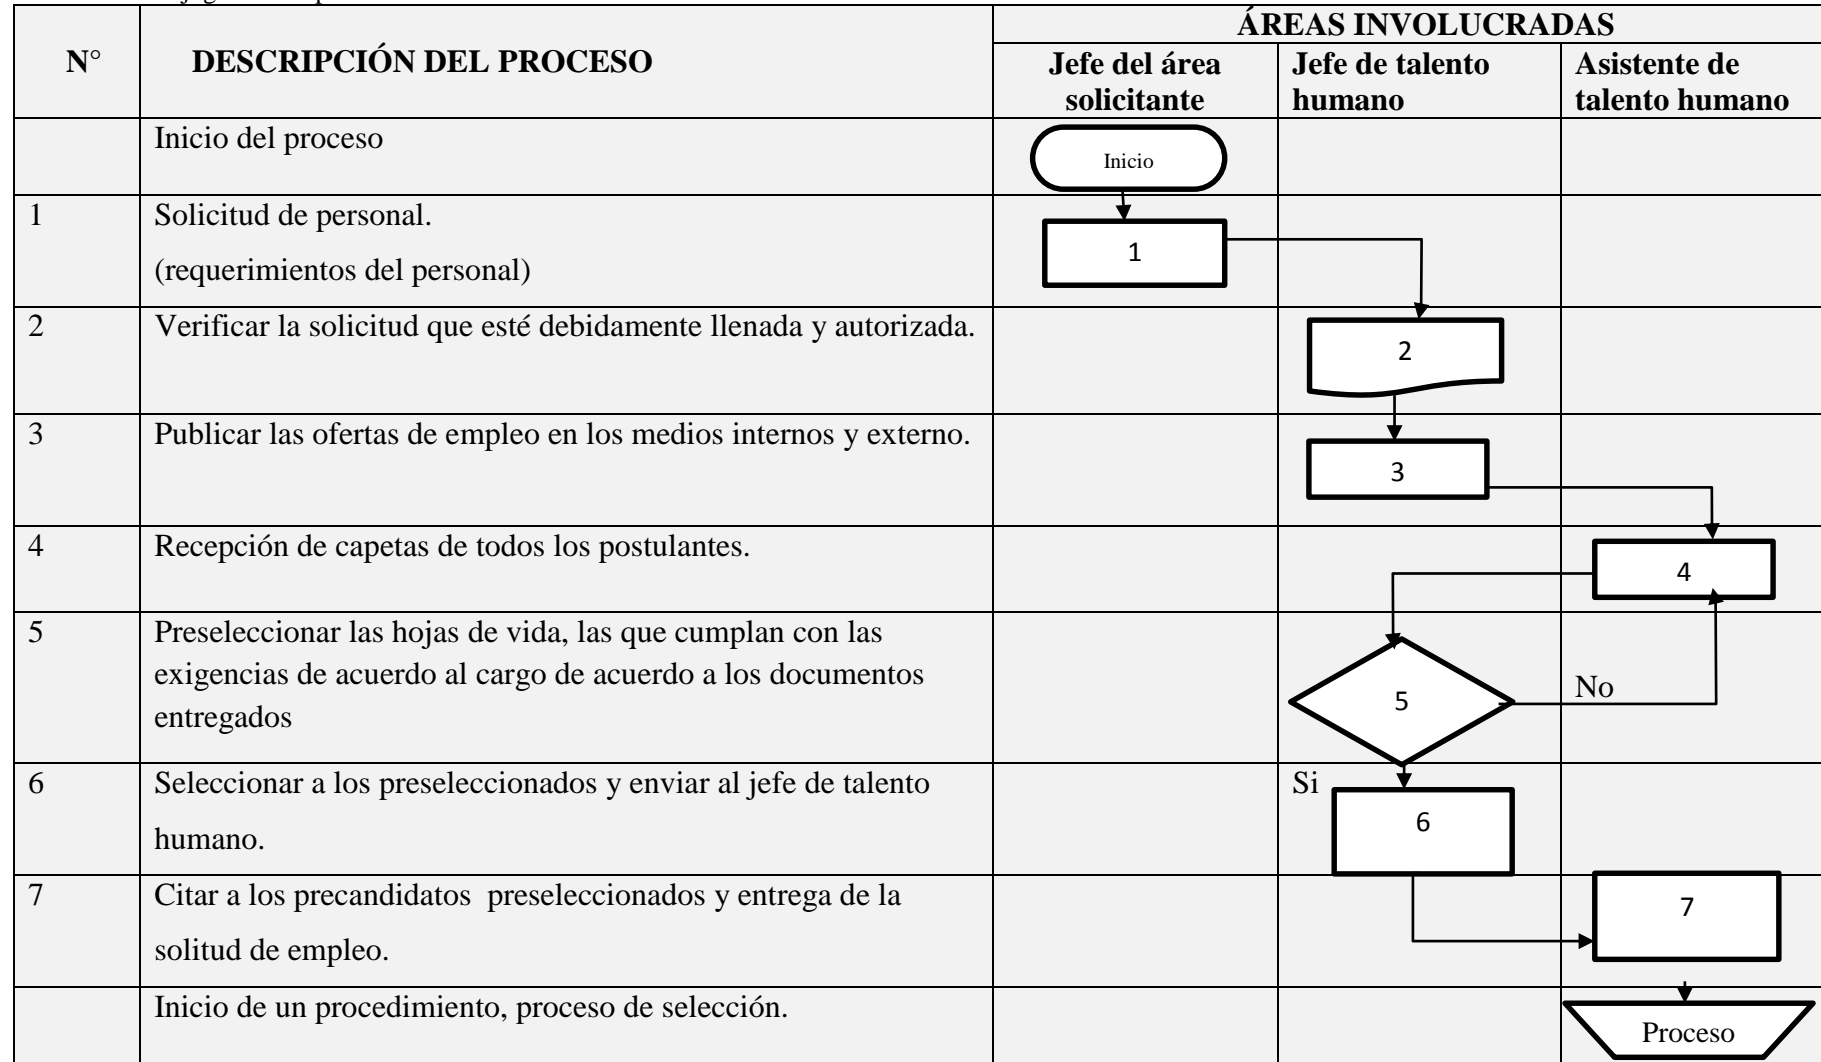 ÁREAS INVOLUCRADAS
N° DESCRIPCIÓN DEL PROCESO
Jefe del área
solicitante
Jefe de talento
humano
Asistente de
talento humano
Inicio del proceso
Inicio
1 Solicitud de personal.
(requerimientos del personal)
1
2 Verificar la solicitud que esté debidamente llenada y autorizada.
2
3 Publicar las ofertas de empleo en los medios internos y externo.
3
4 Recepción de capetas de todos los postulantes.
4
5 Preseleccionar las hojas de vida, las que cumplan con las
exigencias de acuerdo al cargo de acuerdo a los documentos
entregados
5
No
6 Seleccionar a los preseleccionados y enviar al jefe de talento
humano.
Si
6
7 Citar a los precandidatos preseleccionados y entrega de la
solitud de empleo.
7
Inicio de un procedimiento, proceso de selección.
Proceso